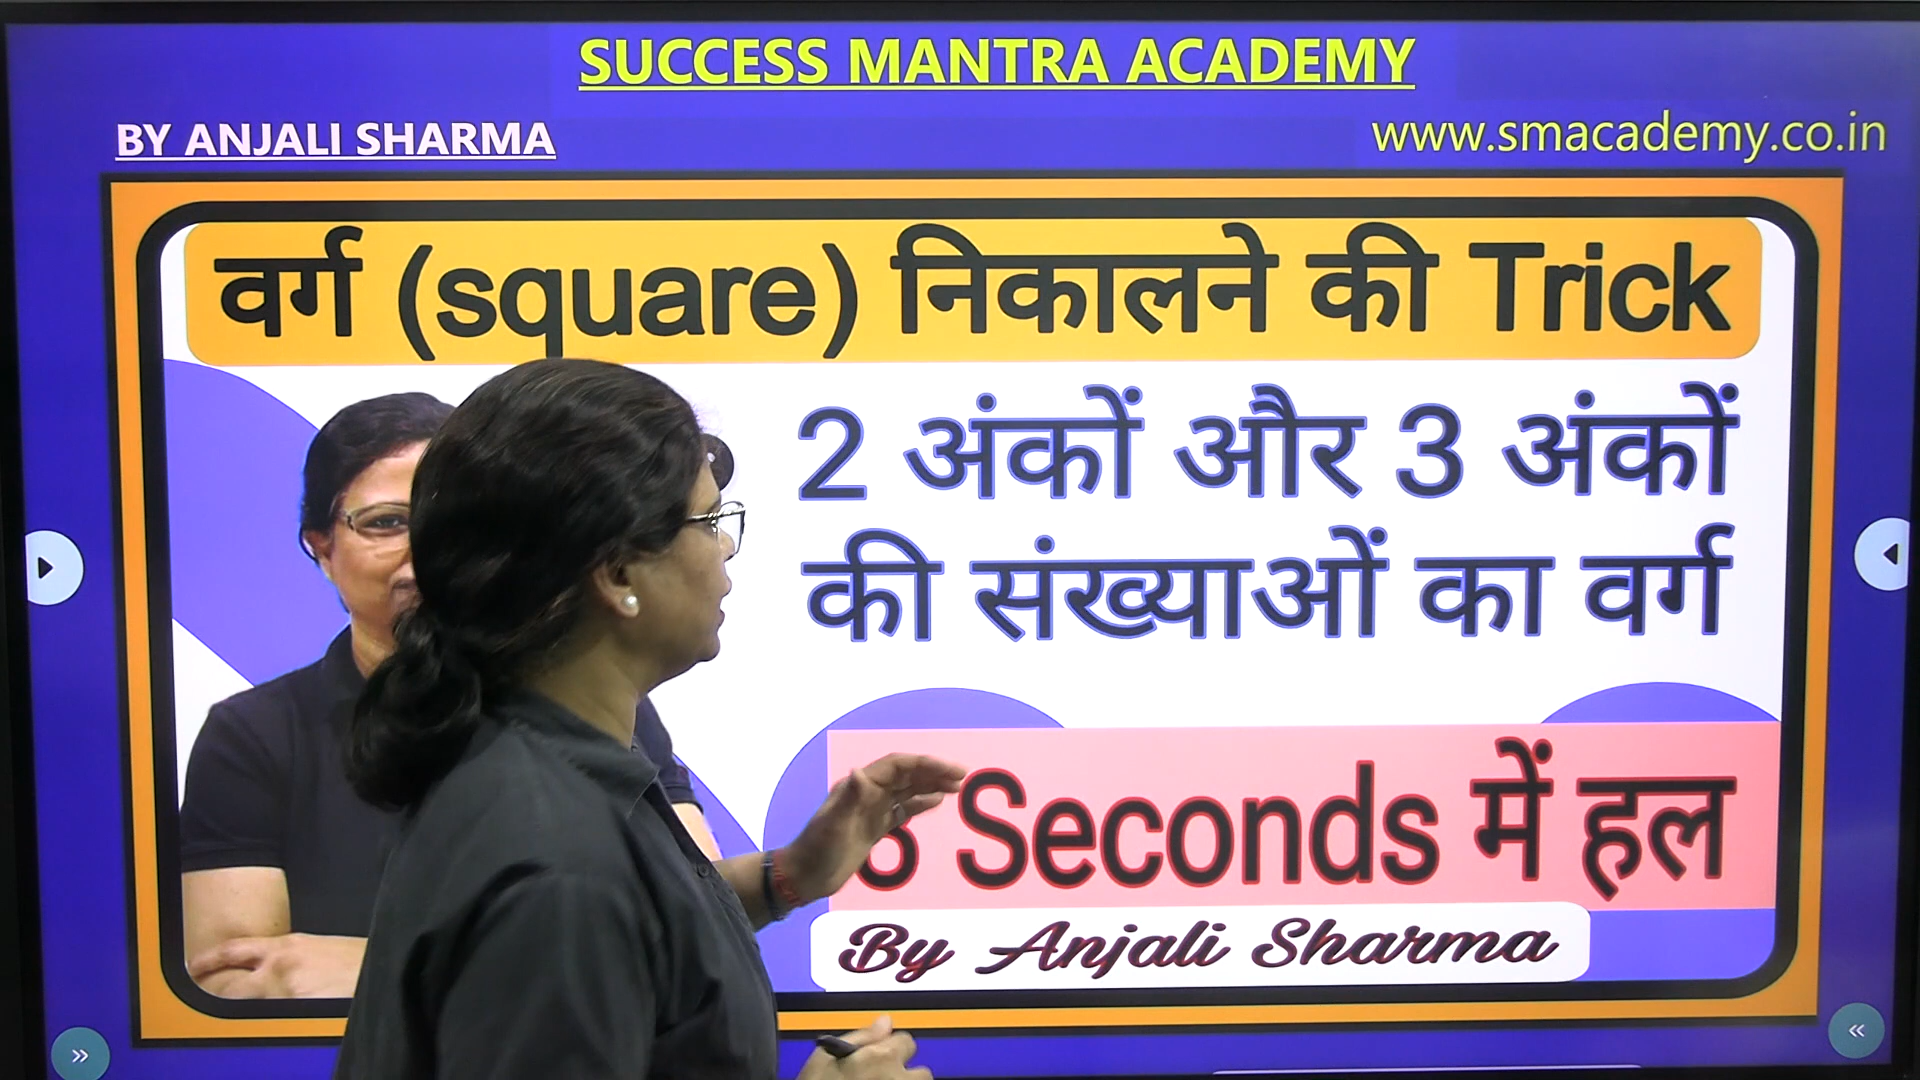 SUCCESS MANTRA ACADEMY
BY ANJALI SHARMA
www.smacademy.co.in
वर्ग (square) निकालने की Trick
2 अंकों और 3 अंकों
की संख्याओं का वर्ग
Seconds में हल
By Anjali Sharma